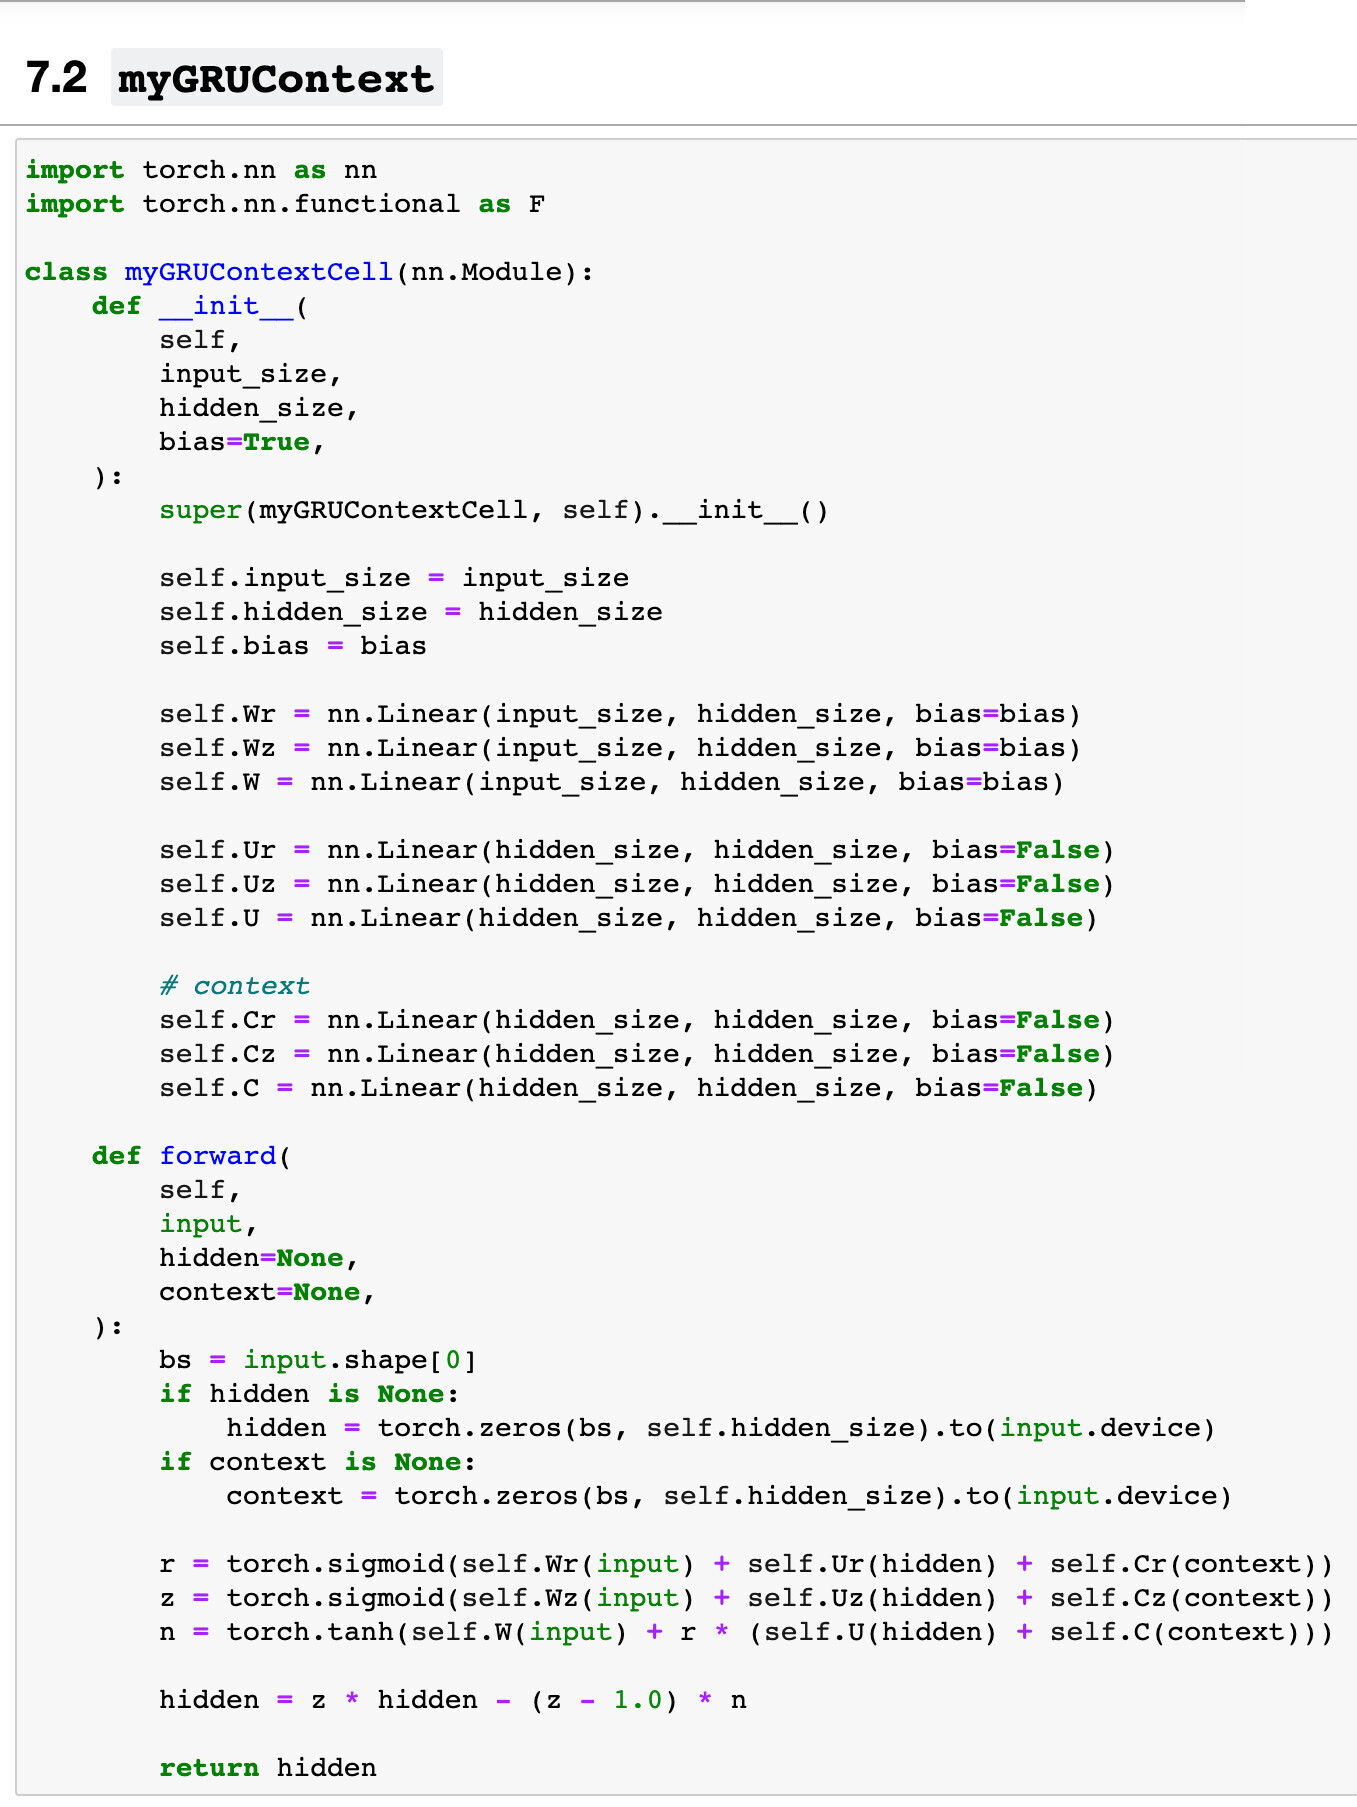 7.2 myGRUContext
import torch.nn as nn
import torch.nn.functional as F
class myGRUContextCell(nn.Module):
    def __init__(
        self,
        input_size,
        hidden_size,
        bias=True,
    ):
        super(myGRUContextCell, self).__init__()
        self.input_size = input_size
        self.hidden_size = hidden_size
        self.bias = bias
        self.Wr = nn.Linear(input_size, hidden_size, bias=bias)
        self.Wz = nn.Linear(input_size, hidden_size, bias=bias)
        self.W = nn.Linear(input_size, hidden_size, bias=bias)
        self.Ur = nn.Linear(hidden_size, hidden_size, bias=False)
        self.Uz = nn.Linear(hidden_size, hidden_size, bias=False)
        self.U = nn.Linear(hidden_size, hidden_size, bias=False)
        # context
        self.Cr = nn.Linear(hidden_size, hidden_size, bias=False)
        self.Cz = nn.Linear(hidden_size, hidden_size, bias=False)
        self.C = nn.Linear(hidden_size, hidden_size, bias=False)
    def forward(
        self,
        input,
        hidden=None,
        context=None,
    ):
        bs = input.shape[0]
        if hidden is None:
            hidden = torch.zeros(bs, self.hidden_size).to(input.device)
        if context is None:
            context = torch.zeros(bs, self.hidden_size).to(input.device)
        r = torch.sigmoid(self.Wr(input) + self.Ur(hidden) + self.Cr(context))
        z = torch.sigmoid(self.Wz(input) + self.Uz(hidden) + self.Cz(context))
        n = torch.tanh(self.W(input) + r * (self.U(hidden) + self.C(context)))
        hidden = z * hidden - (z - 1.0) * n
        return hidden